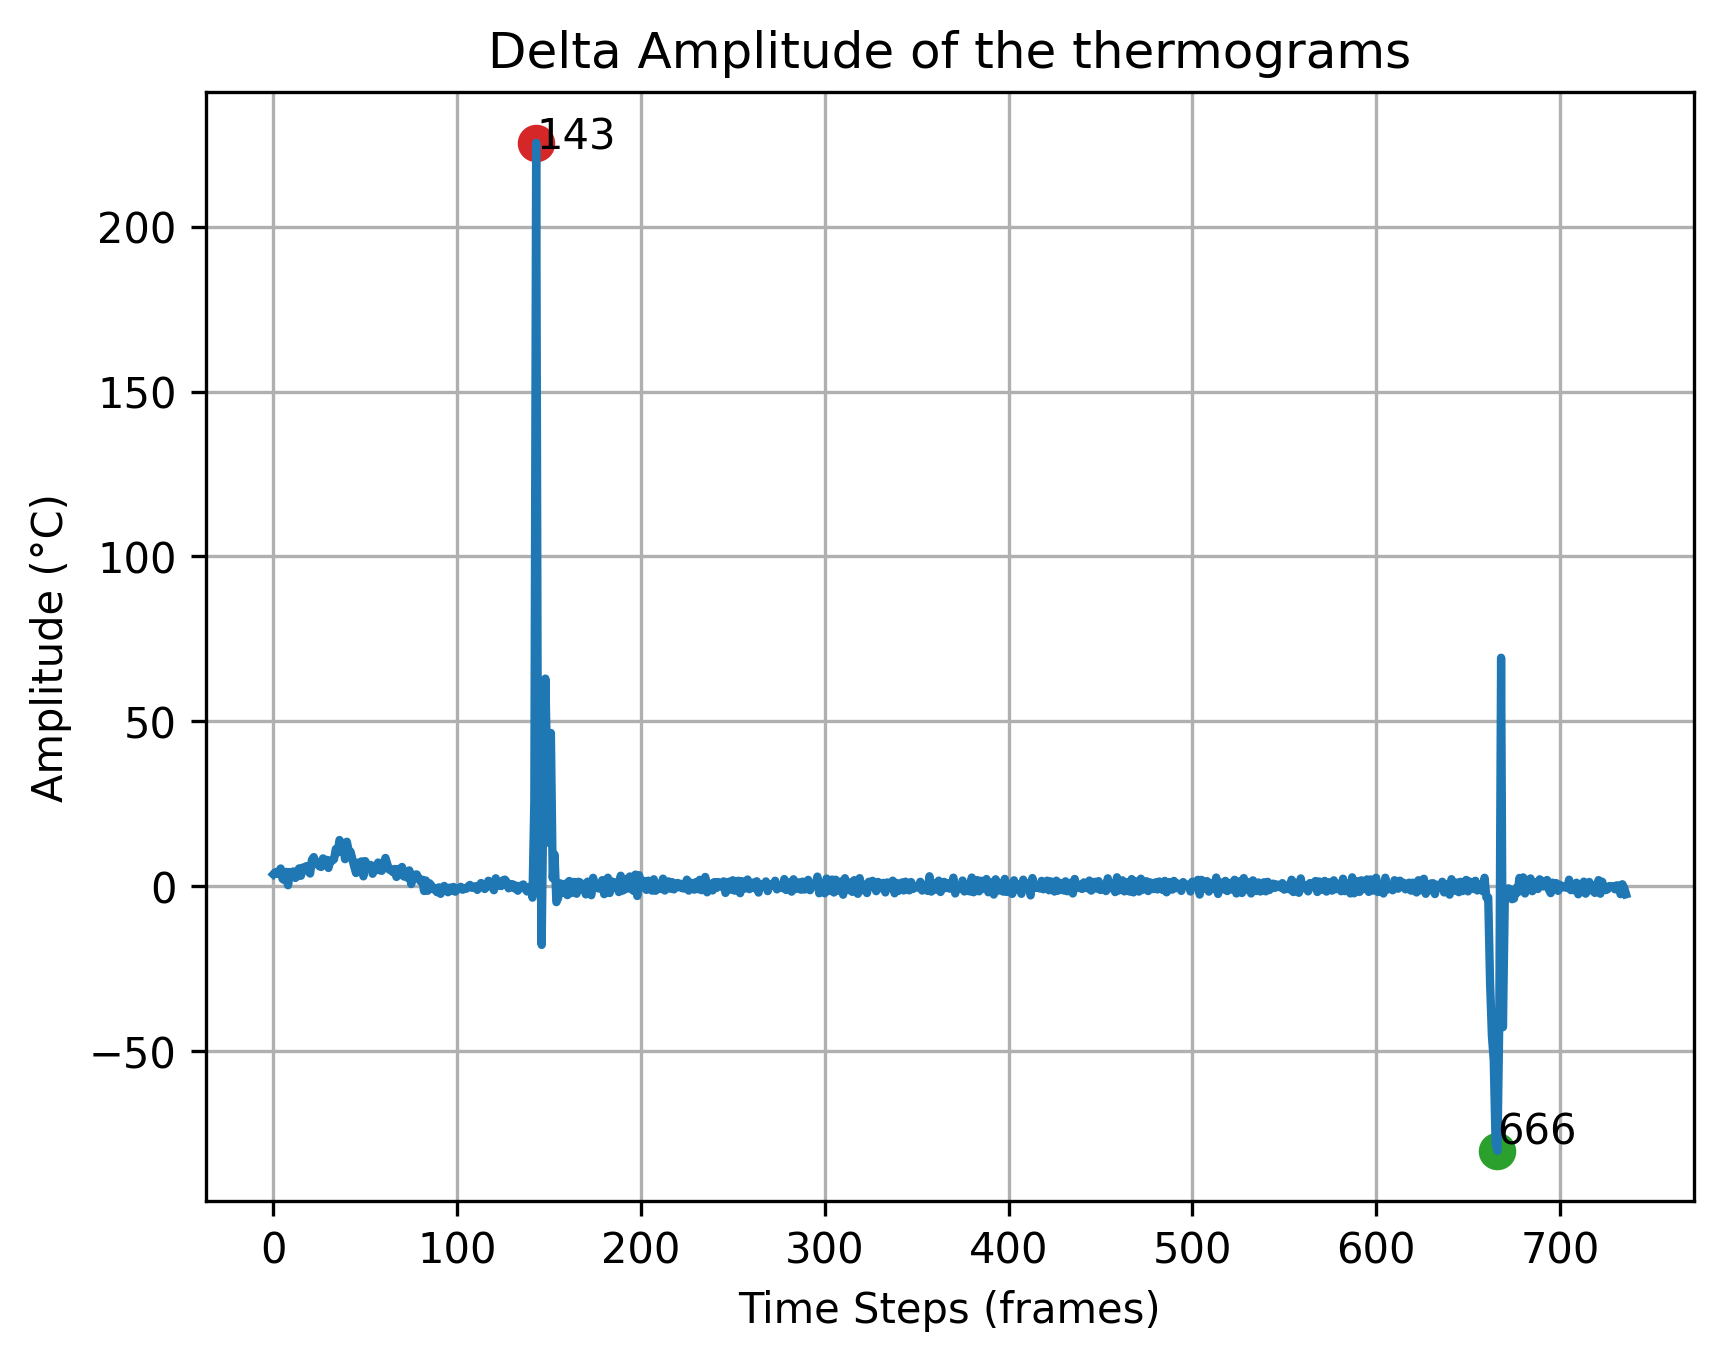 Delta Amplitude of the thermograms
143
200
150
100
50
0
−50
Amplitude (°C)
666
0 100 200 300 400 500 600 700
Time Steps (frames)